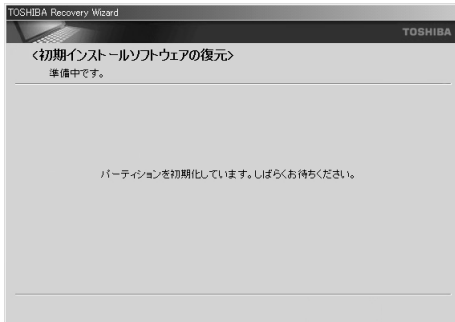 TOSHIBA Recovery Wizard
TOSHIBA
<初期インストールソフトウェアの復元>
準備中です。
パーティションを初期化しています。しばらくお待ちください。